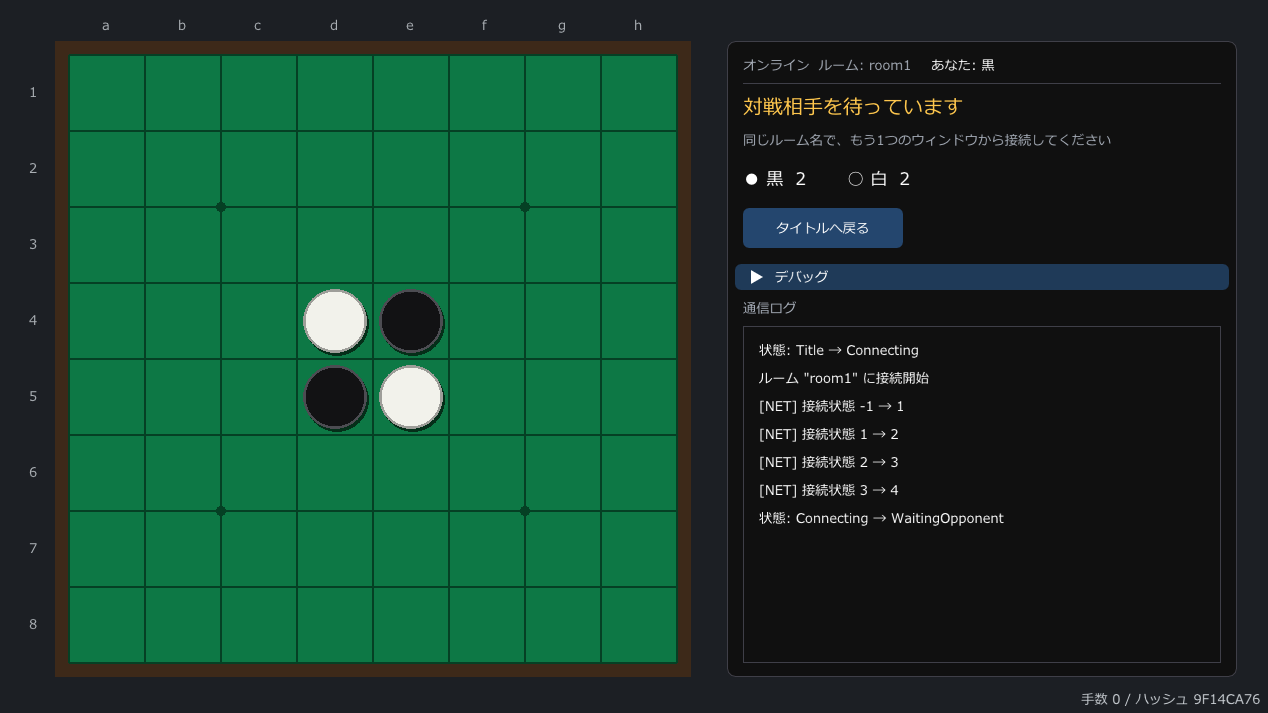 a b c d e f g h
1
2
3
4
5
6
7
8
オンライン ルーム: room1 あなた: 黒
対戦相手を待っています
同じルーム名で、もう1つのウィンドウから接続してください
● 黒 2 ○ 白 2
タイトルへ戻る
▶ デバッグ
通信ログ
状態: Title → Connecting
ルーム "room1" に接続開始
[NET] 接続状態 -1 → 1
[NET] 接続状態 1 → 2
[NET] 接続状態 2 → 3
[NET] 接続状態 3 → 4
状態: Connecting → WaitingOpponent
手数 0 / ハッシュ 9F14CA76